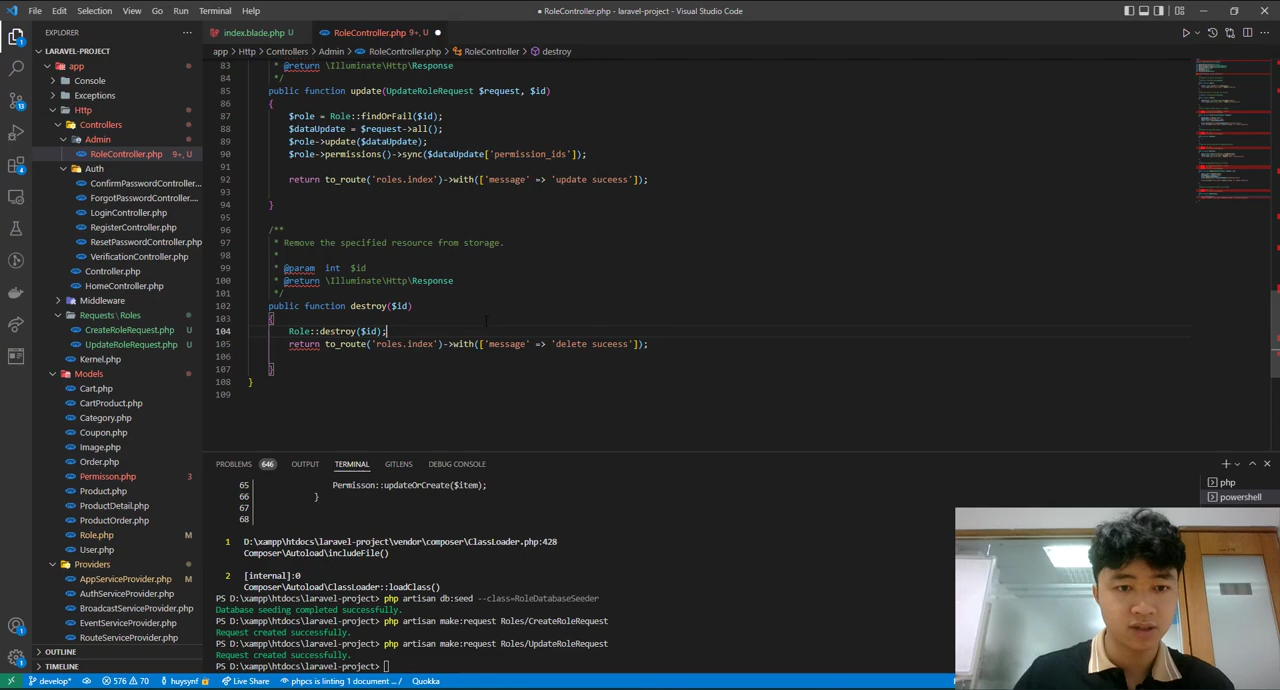 File Edit Selection View Go Run Terminal Help
● RoleController.php - laravel-project - Visual Studio Code
EXPLORER
index.blade.php U
RoleController.php 9+, U
LARAVEL-PROJECT
app > Http > Controllers > Admin > RoleController.php > RoleController > destroy
app
Console
Exceptions
Http
Controllers
Admin
RoleController.php 9+, U
Auth
ConfirmPasswordController...
ForgotPasswordController....
LoginController.php
RegisterController.php
ResetPasswordController.php
VerificationController.php
Controller.php
HomeController.php
Middleware
Requests \ Roles
CreateRoleRequest.php U
UpdateRoleRequest.php U
Kernel.php
Models
Cart.php
CartProduct.php
Category.php
Coupon.php
Image.php
Order.php
Permisson.php 3
Product.php
ProductDetail.php
ProductOrder.php
Role.php M
User.php
Providers
AppServiceProvider.php M
AuthServiceProvider.php
BroadcastServiceProvider.php
EventServiceProvider.php
RouteServiceProvider.php
OUTLINE
TIMELINE
83 * @return \Illuminate\Http\Response
84 */
85 public function update(UpdateRoleRequest $request, $id)
86 {
87 $role = Role::findOrFail($id);
88 $dataUpdate = $request->all();
89 $role->update($dataUpdate);
90 $role->permissions()->sync($dataUpdate['permission_ids']);
91
92 return to_route('roles.index')->with(['message' => 'update suceess']);
93
94 }
95
96 /**
97 * Remove the specified resource from storage.
98 *
99 * @param int $id
100 * @return \Illuminate\Http\Response
101 */
102 public function destroy($id)
103 {
104 Role::destroy($id);
105 return to_route('roles.index')->with(['message' => 'delete suceess']);
106
107 }
108 }
109
PROBLEMS 646 OUTPUT TERMINAL GITLENS DEBUG CONSOLE
php
powershell
65 Permisson::updateOrCreate($item);
66 }
67
68
1 D:\xampp\htdocs\laravel-project\vendor\composer\ClassLoader.php:428
Composer\Autoload\includeFile()
2 [internal]:0
Composer\Autoload\ClassLoader::loadClass()
PS D:\xampp\htdocs\laravel-project> php artisan db:seed --class=RoleDatabaseSeeder
Database seeding completed successfully.
PS D:\xampp\htdocs\laravel-project> php artisan make:request Roles/CreateRoleRequest
Request created successfully.
PS D:\xampp\htdocs\laravel-project> php artisan make:request Roles/UpdateRoleRequest
Request created successfully.
PS D:\xampp\htdocs\laravel-project>
develop* 576 70 huysynf Live Share phpcs is linting 1 document ... / Quokka